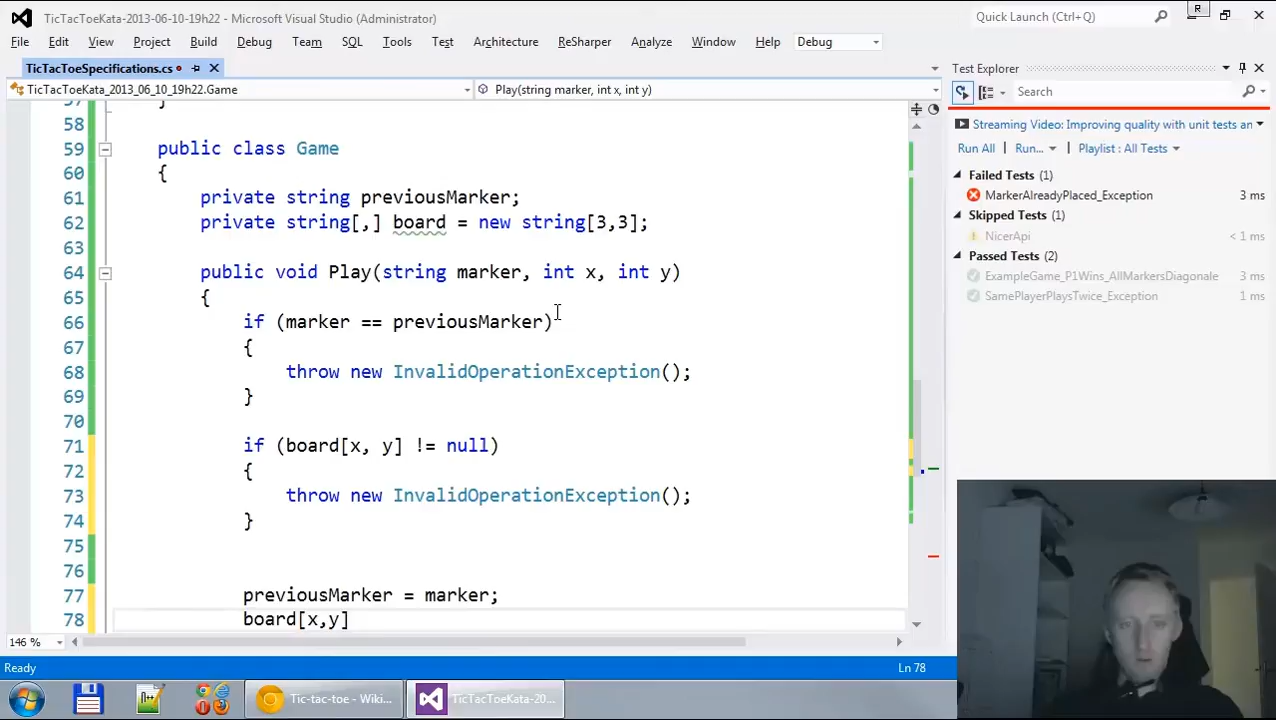 TicTacToeKata-2013-06-10-19h22 - Microsoft Visual Studio (Administrator)
Quick Launch (Ctrl+Q)
R
File Edit View Project Build Debug Team SQL Tools Test Architecture ReSharper Analyze Window Help Debug
TicTacToeSpecifications.cs
Test Explorer
TicTacToeKata_2013_06_10_19h22.Game
Play(string marker, int x, int y)
Search
57 }
58
59 public class Game
60 {
61 private string previousMarker;
62 private string[,] board = new string[3,3];
63
64 public void Play(string marker, int x, int y)
65 {
66 if (marker == previousMarker)
67 {
68 throw new InvalidOperationException();
69 }
70
71 if (board[x, y] != null)
72 {
73 throw new InvalidOperationException();
74 }
75
76
77 previousMarker = marker;
78 board[x,y]
Streaming Video: Improving quality with unit tests an
Run All Run... Playlist : All Tests
Failed Tests (1)
MarkerAlreadyPlaced_Exception 3 ms
Skipped Tests (1)
NicerApi < 1 ms
Passed Tests (2)
ExampleGame_P1Wins_AllMarkersDiagonale 3 ms
SamePlayerPlaysTwice_Exception 1 ms
146 %
Ready
Ln 78
Tic-tac-toe - Wiki...
TicTacToeKata-20...